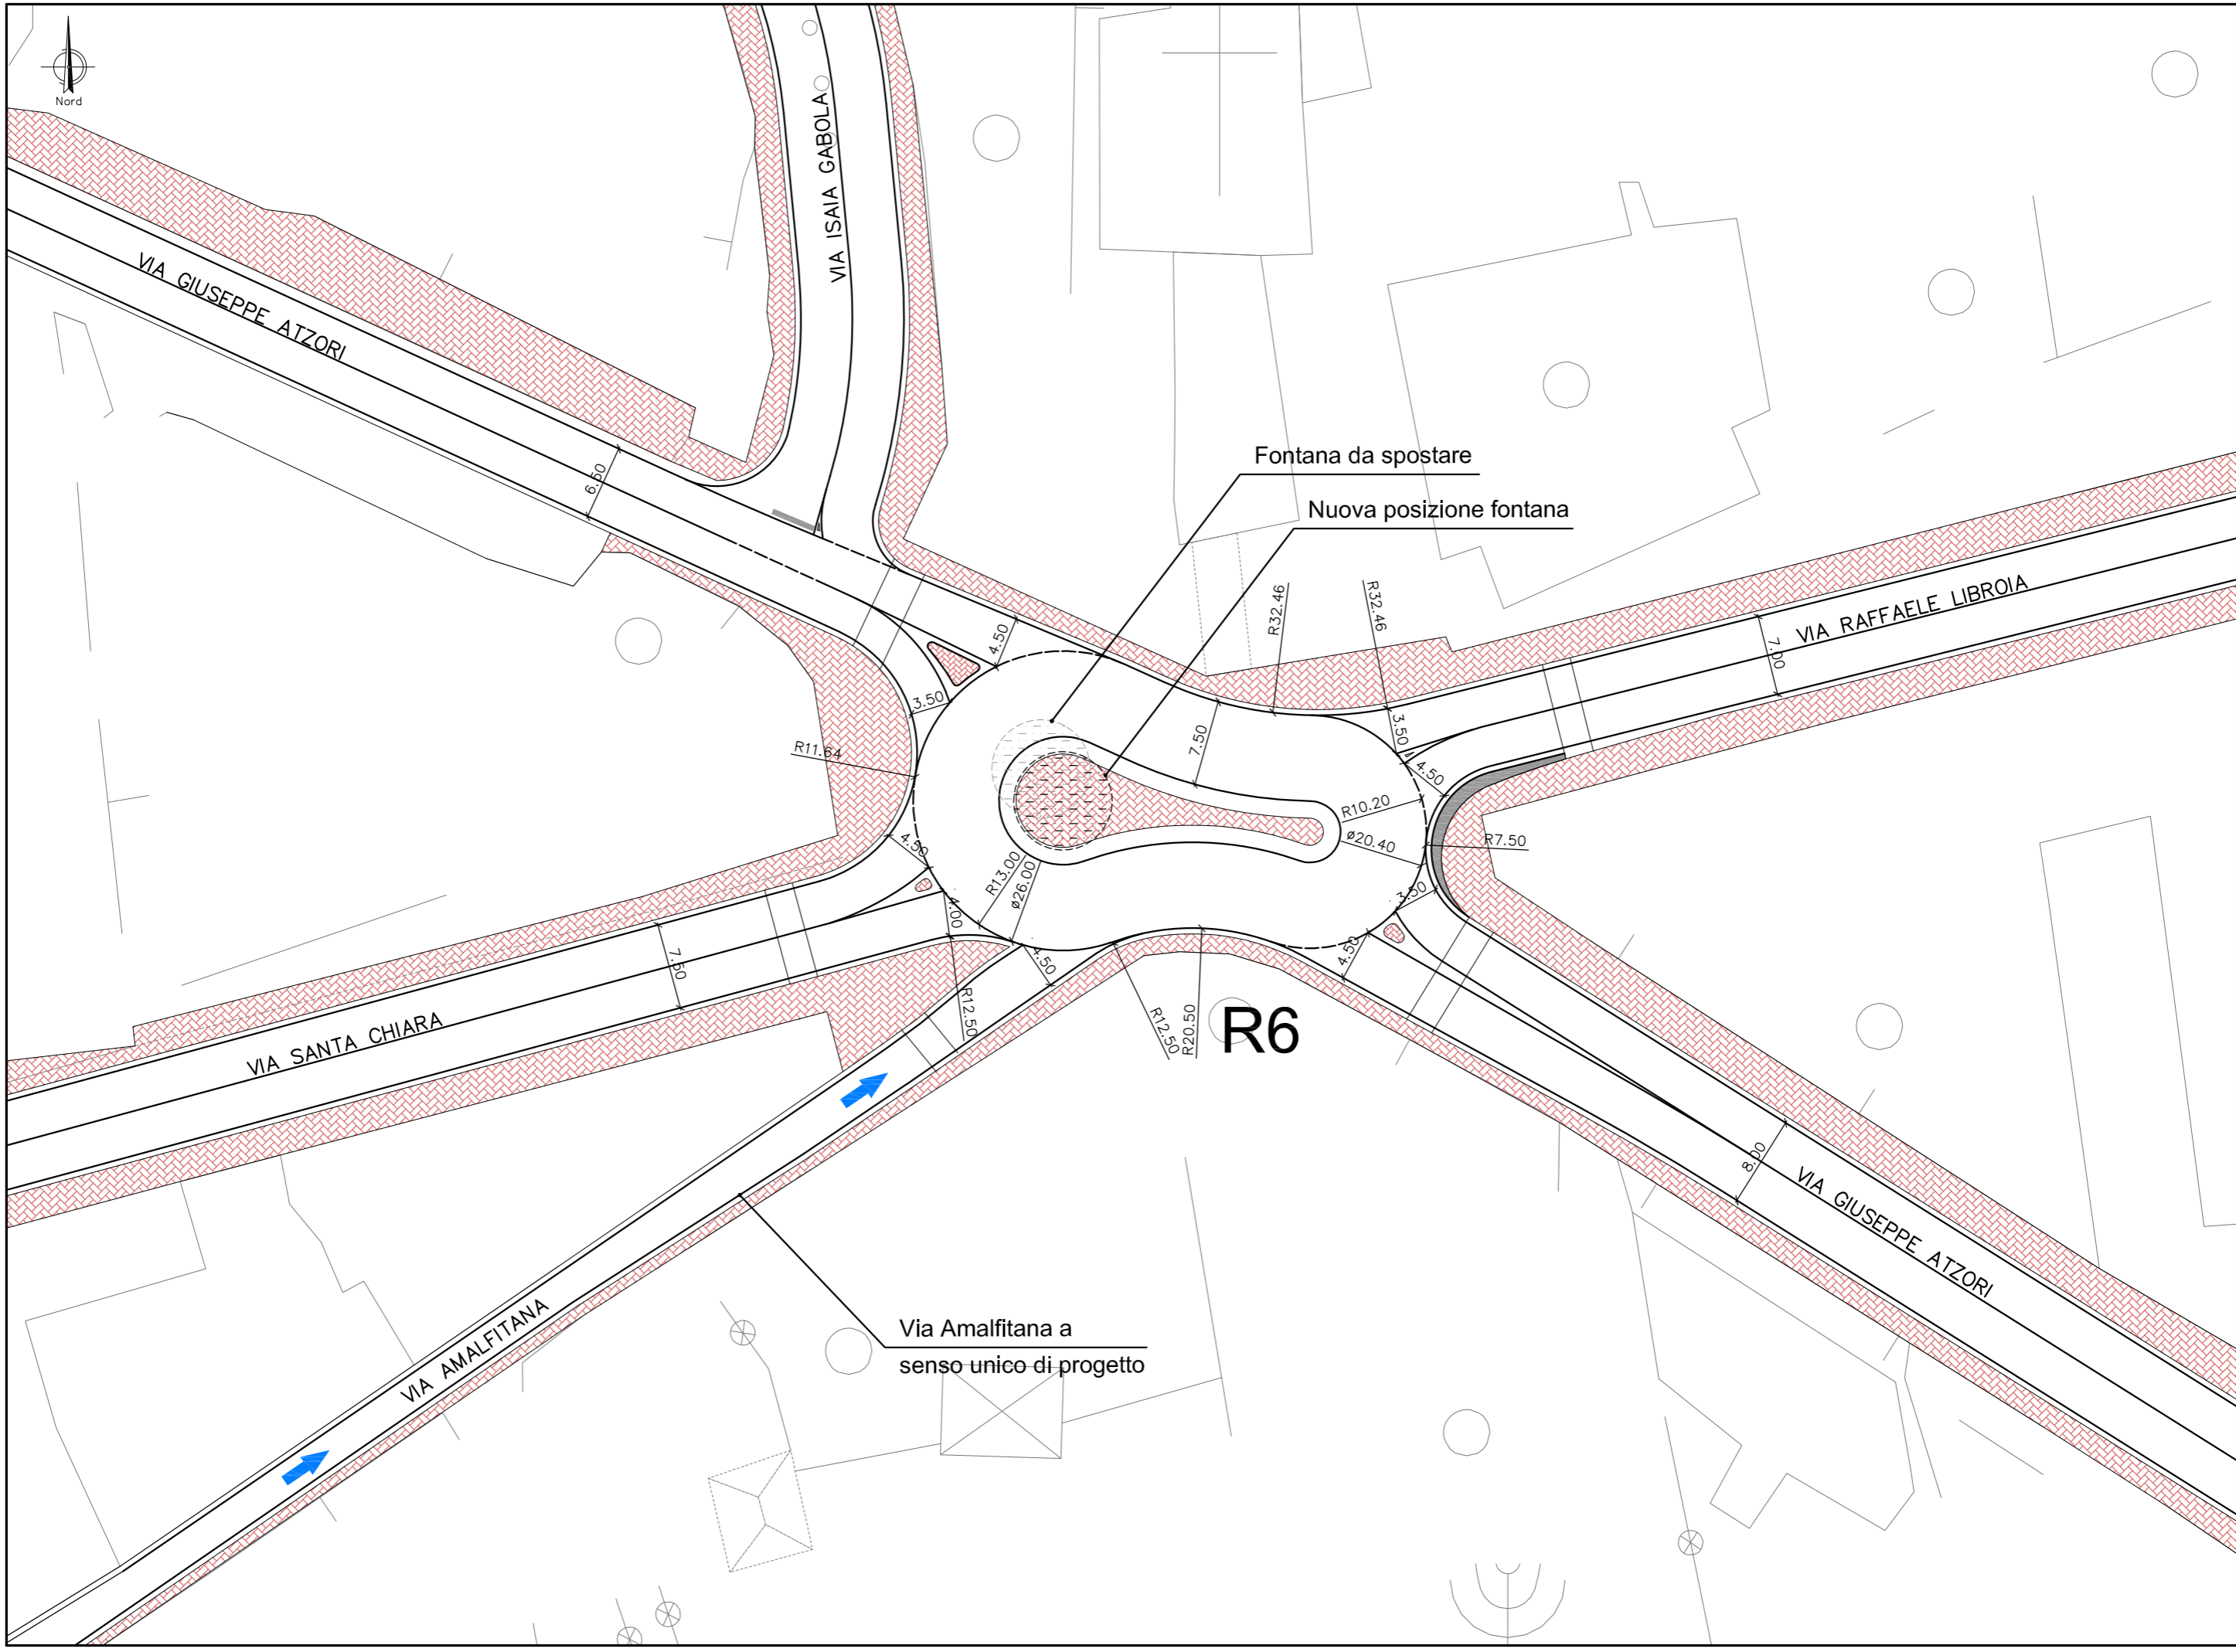 Nord
VIA ISAIA GABOLA
VIA GIUSEPPE ATZORI
6.50
Fontana da spostare
Nuova posizione fontana
R32.46
R32.46
VIA RAFFAELE LIBROIA
7.00
4.50
3.50
7.50
3.50
R11.64
4.50
R10.20
ø20.40
R7.50
4.50
R13.00
ø26.00
3.50
4.00
4.50
4.50
7.50
R12.50
R12.50
R20.50
R6
VIA SANTA CHIARA
8.00
VIA GIUSEPPE ATZORI
VIA AMALFITANA
Via Amalfitana a
senso unico di progetto